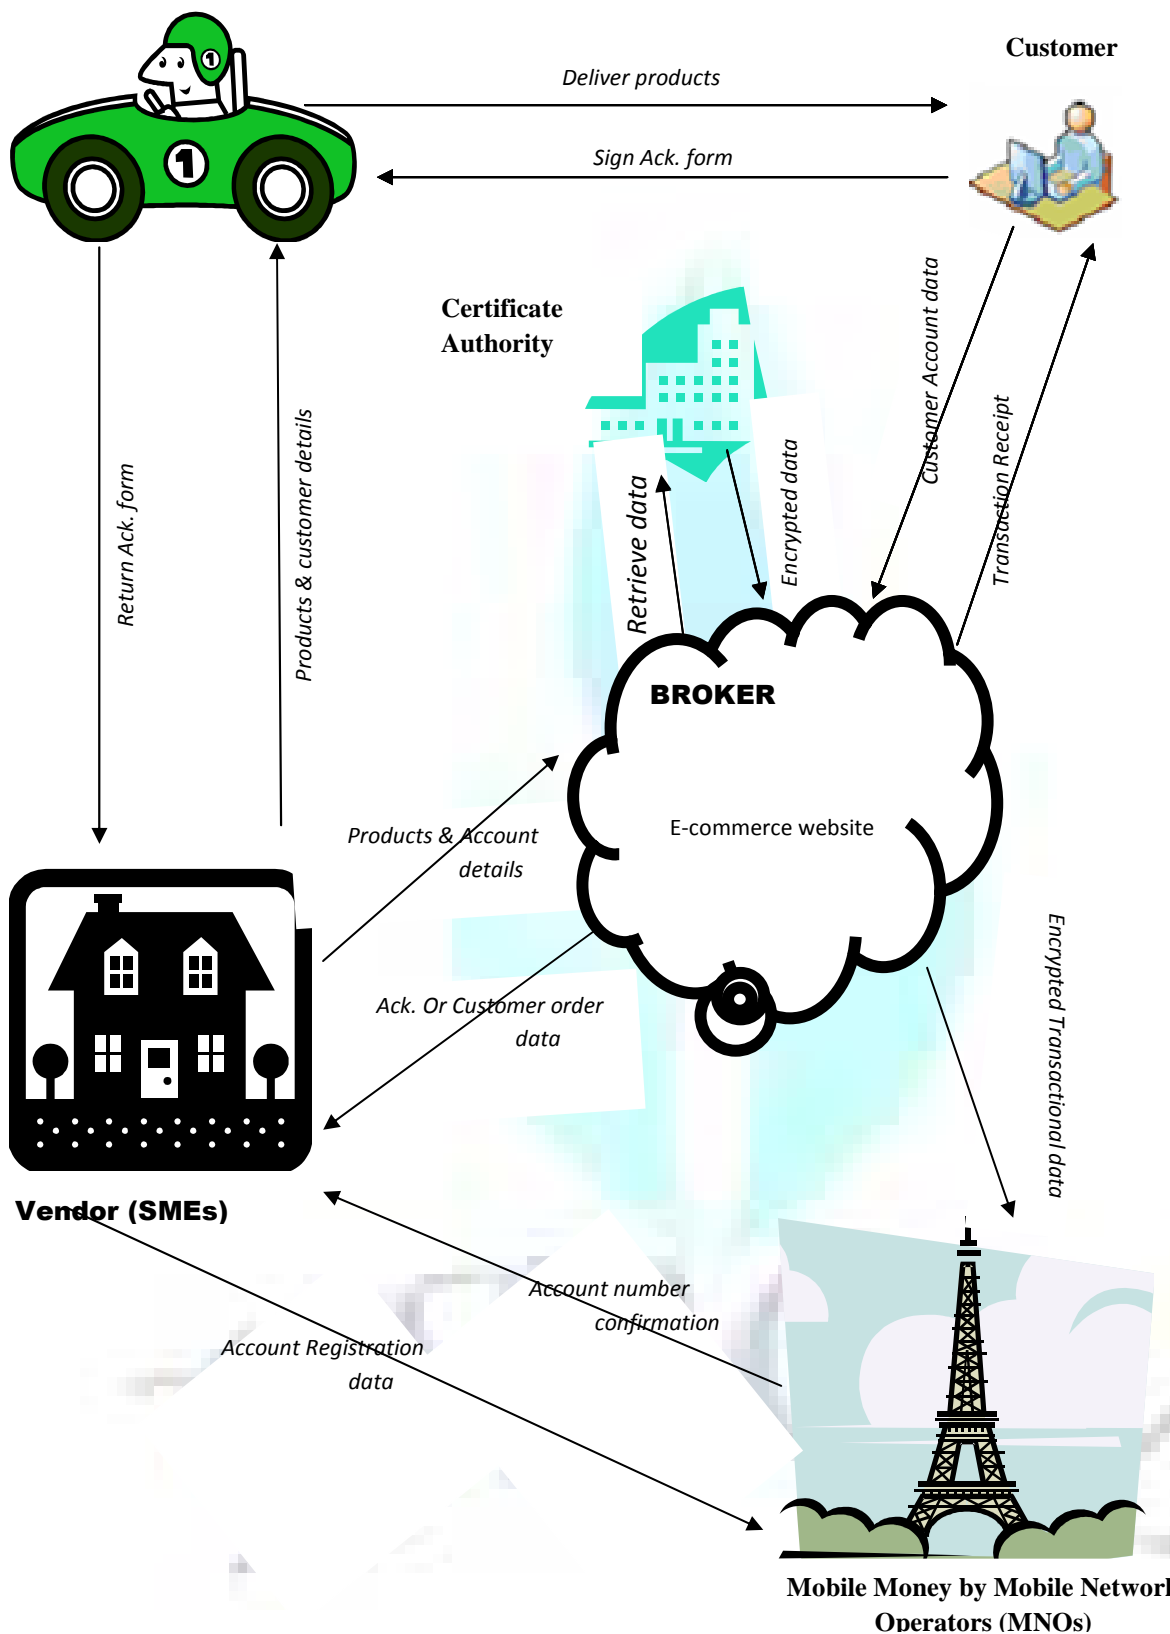 Customer
Deliver products
1
1
Sign Ack. form
Certificate
Authority
Customer Account data
Transaction Receipt
Return Ack. form
Products & customer details
Retrieve data
Encrypted data
BROKER
E-commerce website
Products & Account
details
Ack. Or Customer order
data
Encrypted Transactional data
Vendor (SMEs)
Account number
confirmation
Account Registration
data
Mobile Money by Mobile Network
Operators (MNOs)